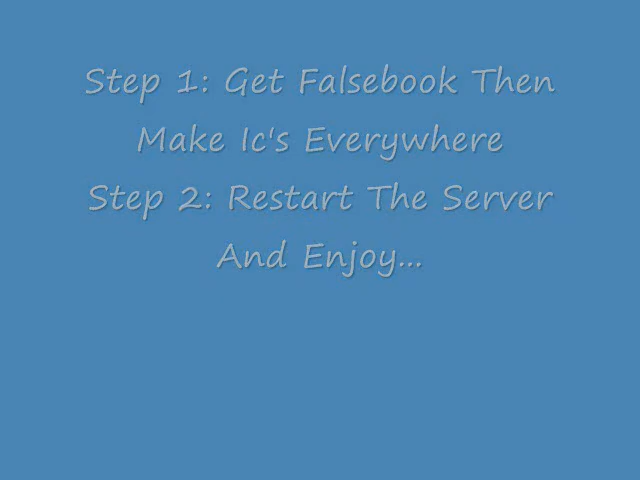 Step 1: Get Falsebook Then
Make Ic's Everywhere
Step 2: Restart The Server
And Enjoy...